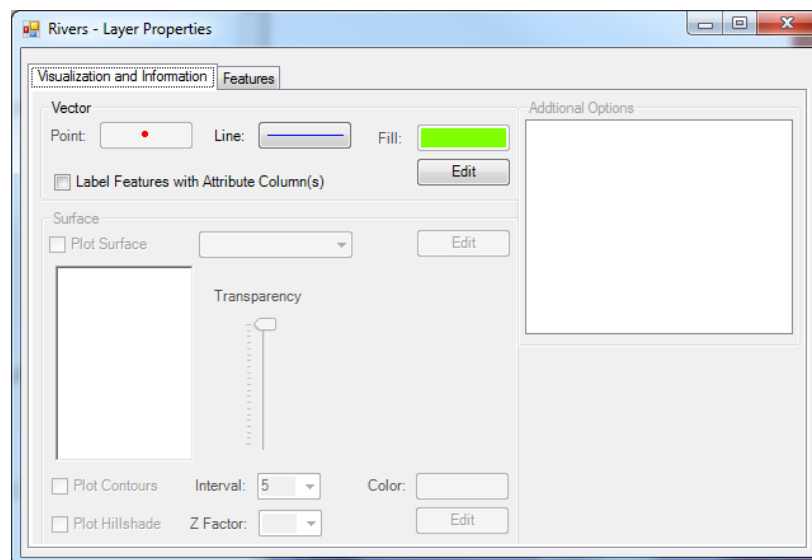 Rivers - Layer Properties
Visualization and Information Features
Vector
Point: Line: Fill:
Label Features with Attribute Column(s) Edit
Surface
Plot Surface Edit
Transparency
Plot Contours Interval: 5 Color:
Plot Hillshade Z Factor: Edit
Addtional Options